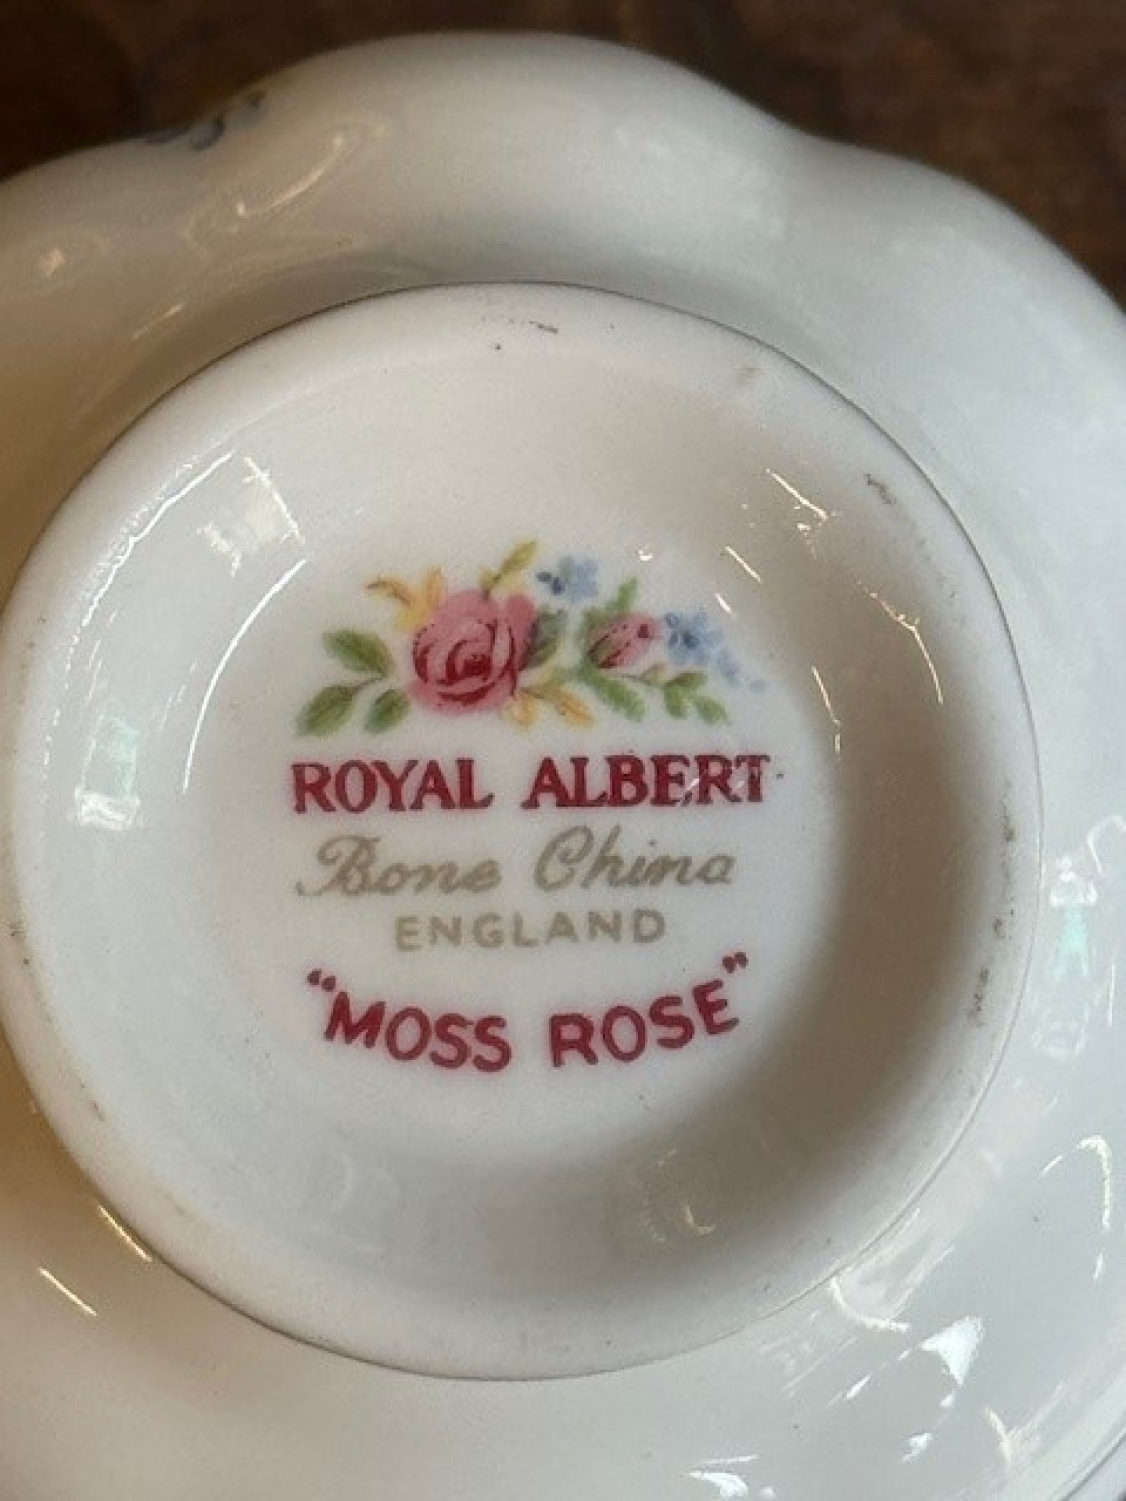 ROYAL ALBERT
Bone China
ENGLAND
"MOSS ROSE"